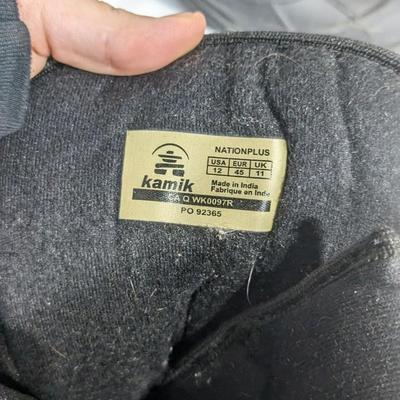 kamik
NATIONPLUS
USA EUR UK
12 45 11
Made in India
Fabrique en Inde
CA Q WK0097R
PO 92365